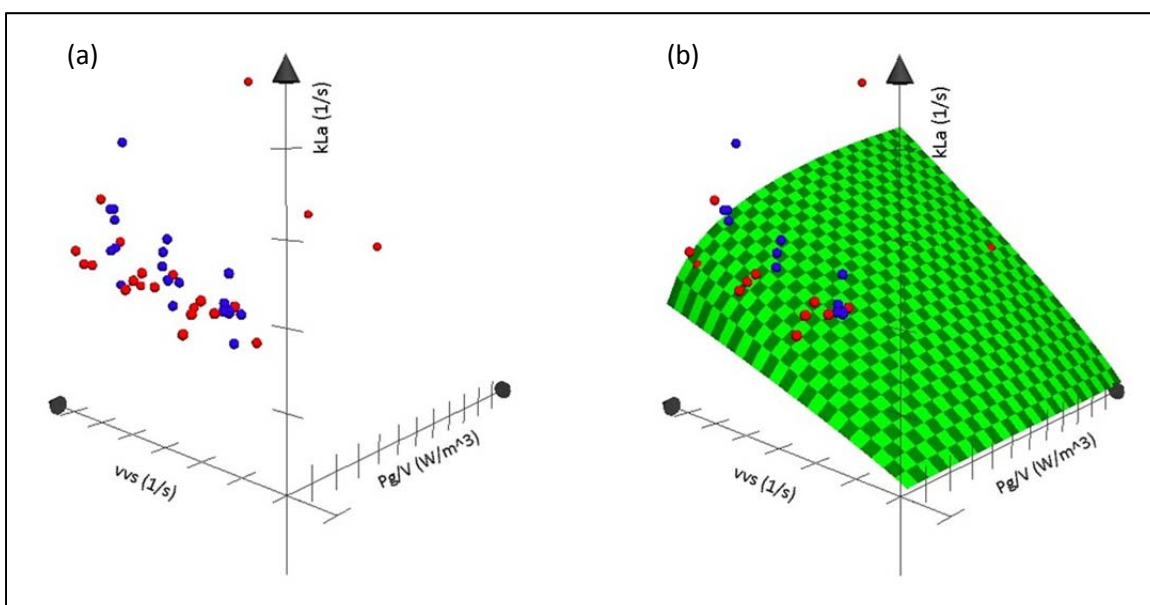 (a)
kLa (1/s)
vvs (1/s)
Pg/V (W/m^3)
(b)
kLa (1/s)
vvs (1/s)
Pg/V (W/m^3)